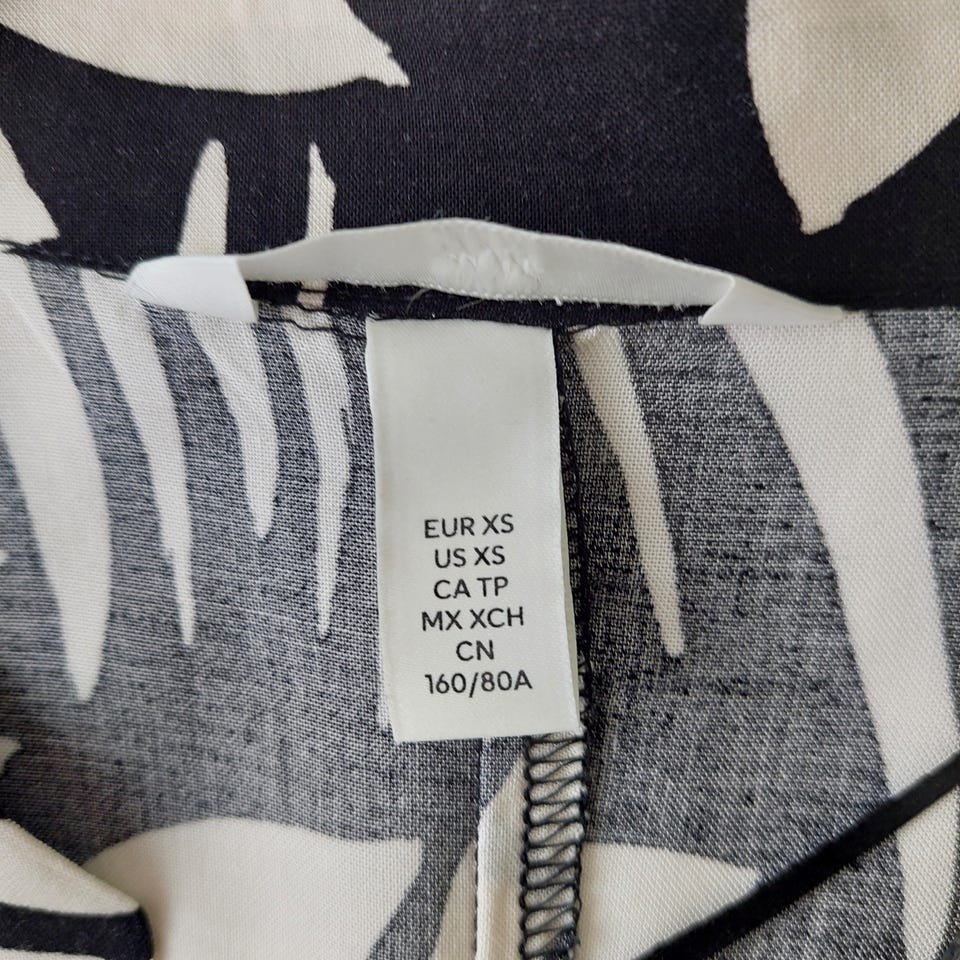 EUR XS
US XS
CA TP
MX XCH
CN
160/80A